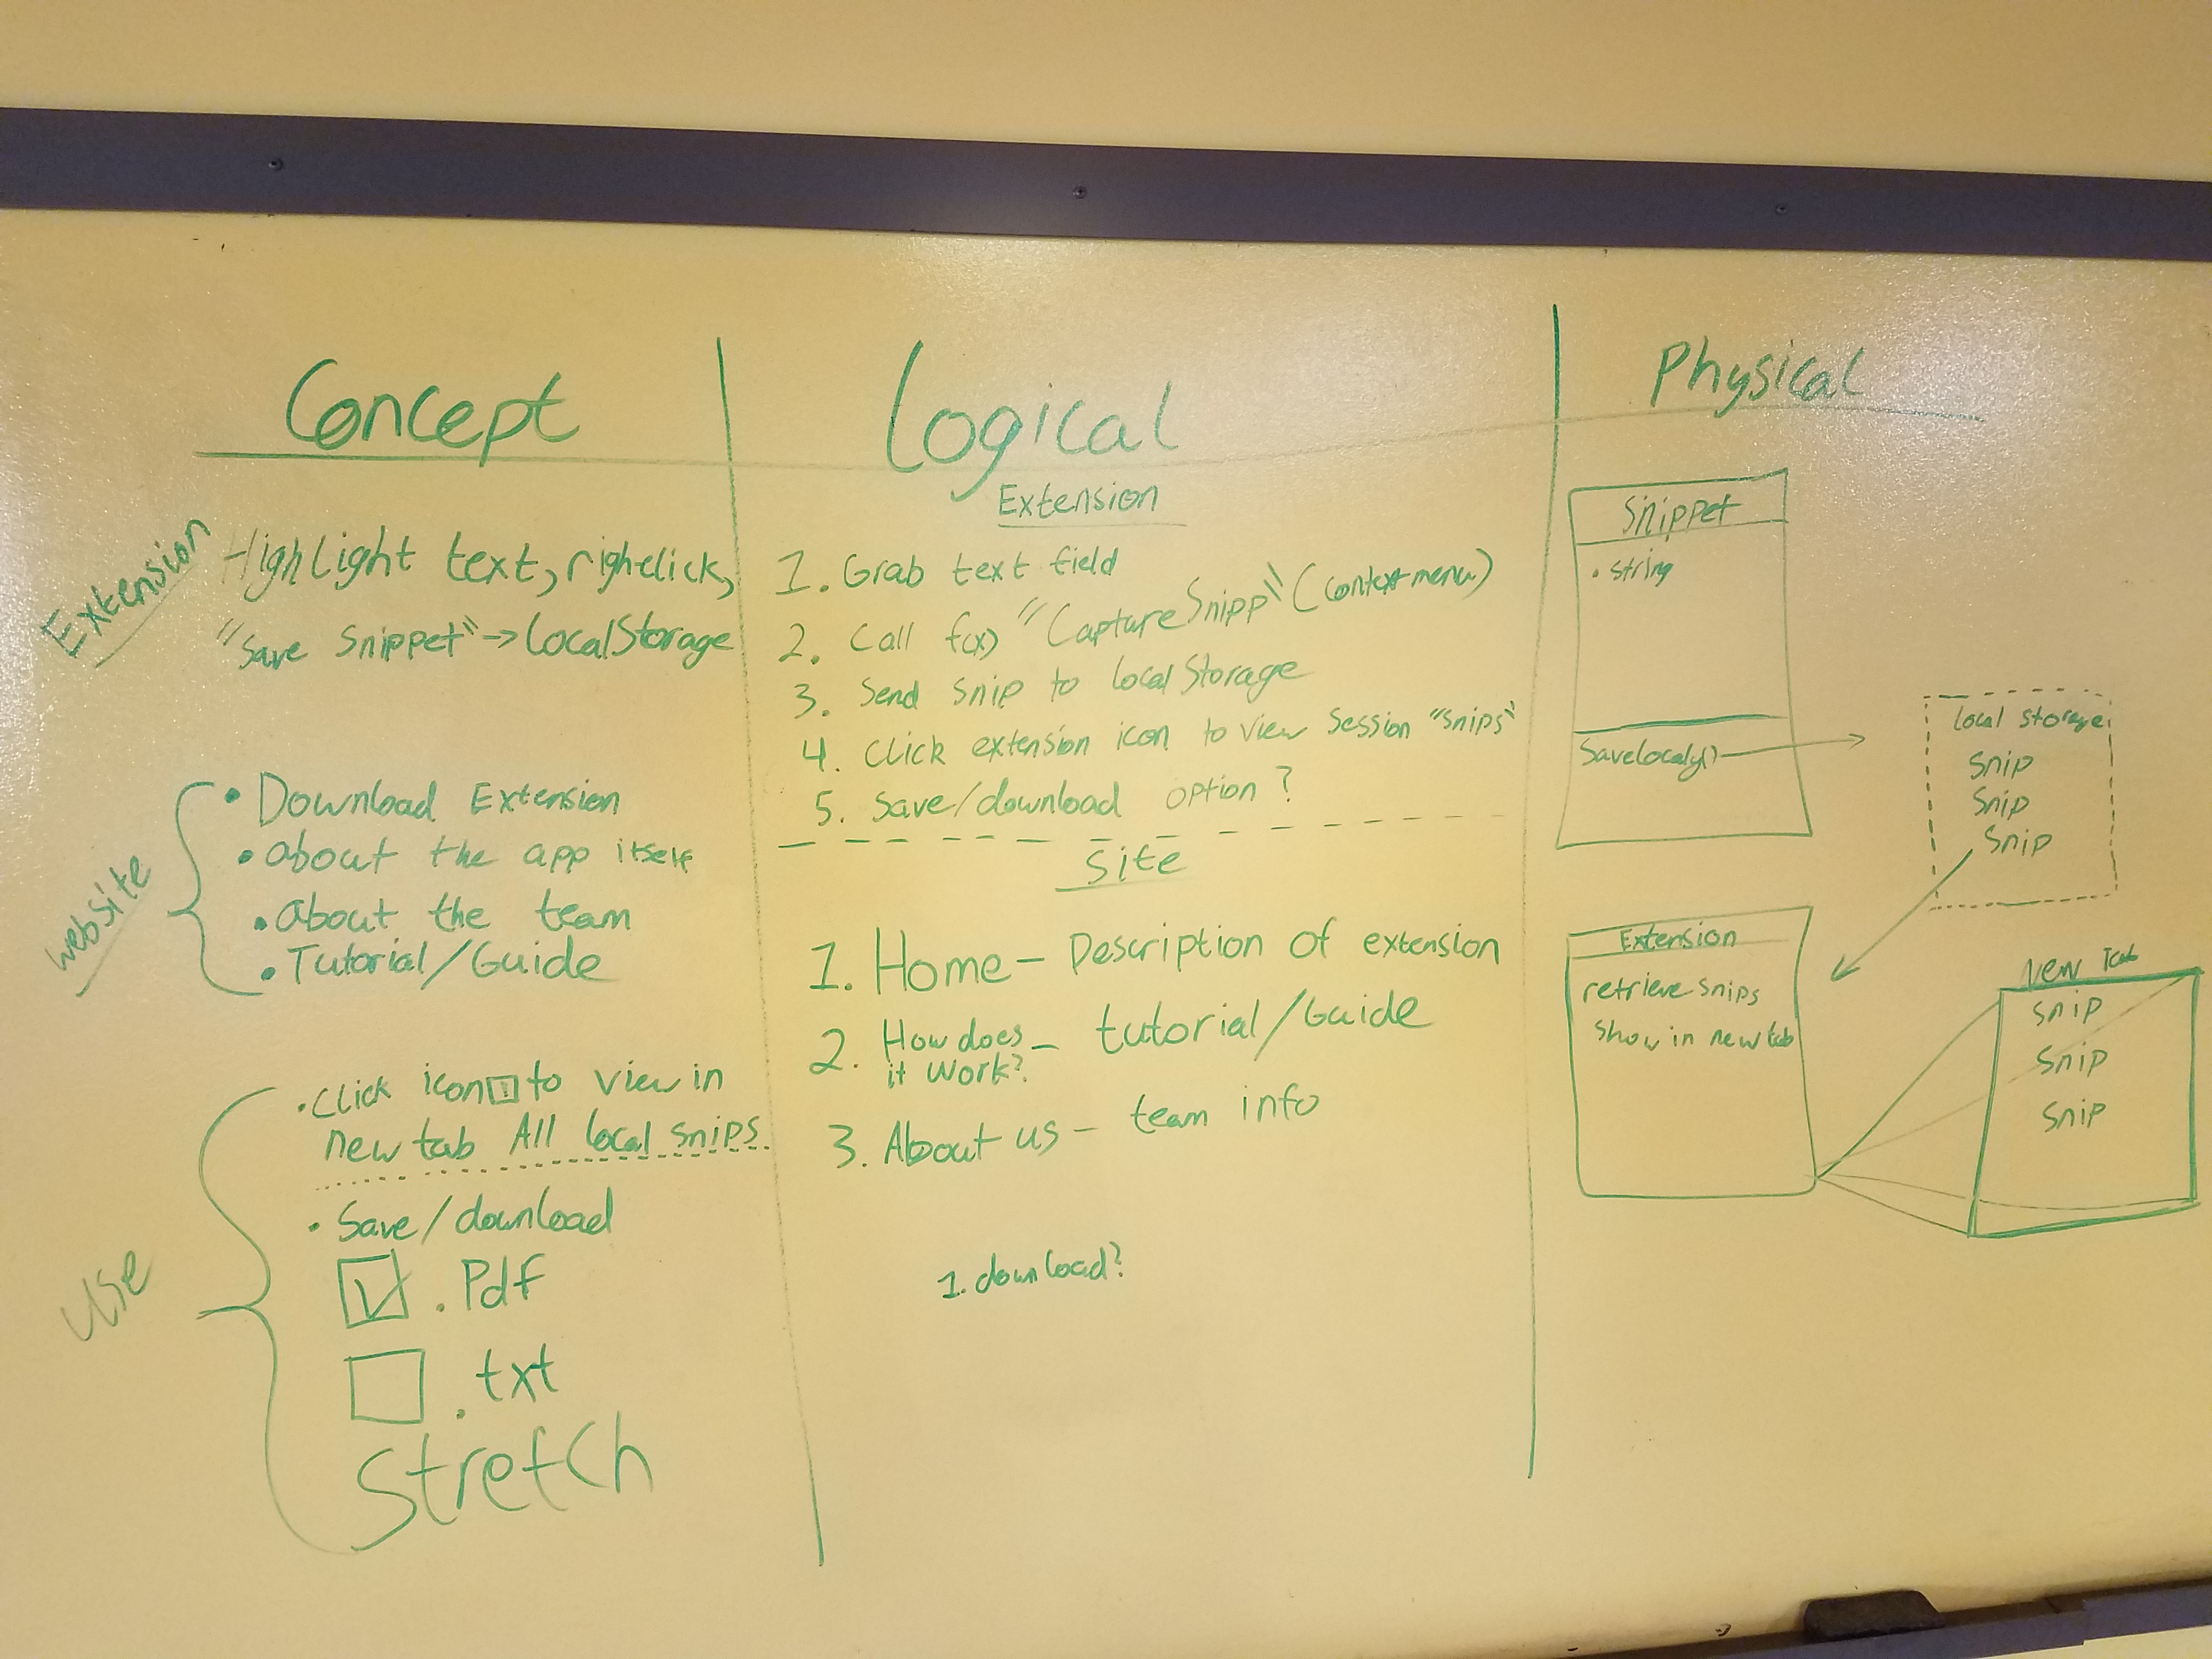 Concept
Extension
Highlight text, righclick,
"Save Snippet" -> LocalStorage
website
• Download Extension
• about the app itself
• about the team
• Tutorial/Guide
Use
• Click icon to view in
new tab All local snips.
• Save/download
☑ .Pdf
☐ .txt
Stretch
Logical
Extension
1. Grab text field
2. Call f(x) "CaptureSnipp" (context menu)
3. Send snip to localStorage
4. Click extension icon to view session "snips"
5. Save/download option?
Site
1. Home - Description of extension
2. How does - tutorial/Guide
it work?
3. About us - team info
1. download?
Physical
Snippet
• string
Savelocaly()
local storage
Snip
Snip
Snip
Extension
retrieve snips
Show in new tab
New Tab
Snip
Snip
Snip